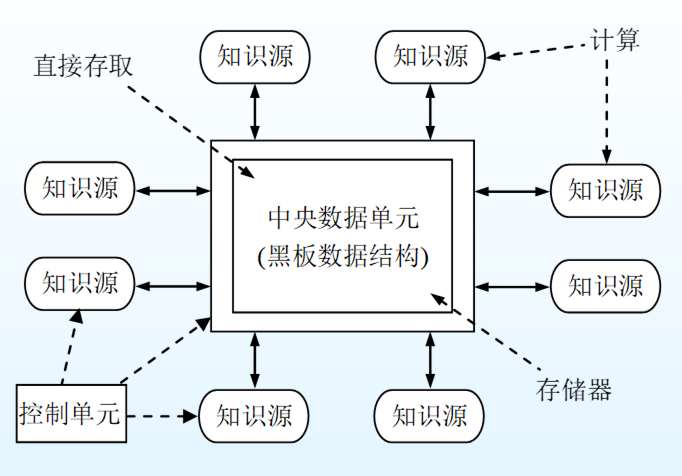 知识源
知识源
计算
直接存取
知识源
知识源
中央数据单元
(黑板数据结构)
知识源
知识源
存储器
控制单元
知识源
知识源